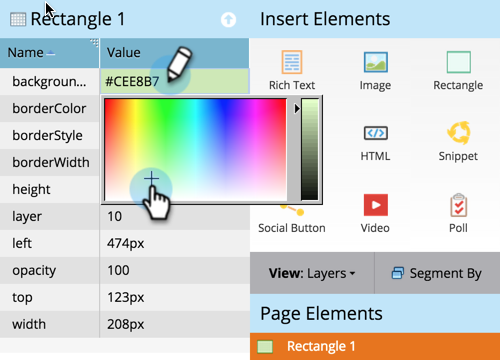 Rectangle 1
Name
Value
backgroun...
#CEE8B7
borderColor
borderStyle
borderWidth
height
layer
10
left
474px
opacity
100
top
123px
width
208px
Insert Elements
Rich Text
Image
Rectangle
HTML
Snippet
Social Button
Video
Poll
View: Layers
Segment By
Page Elements
Rectangle 1